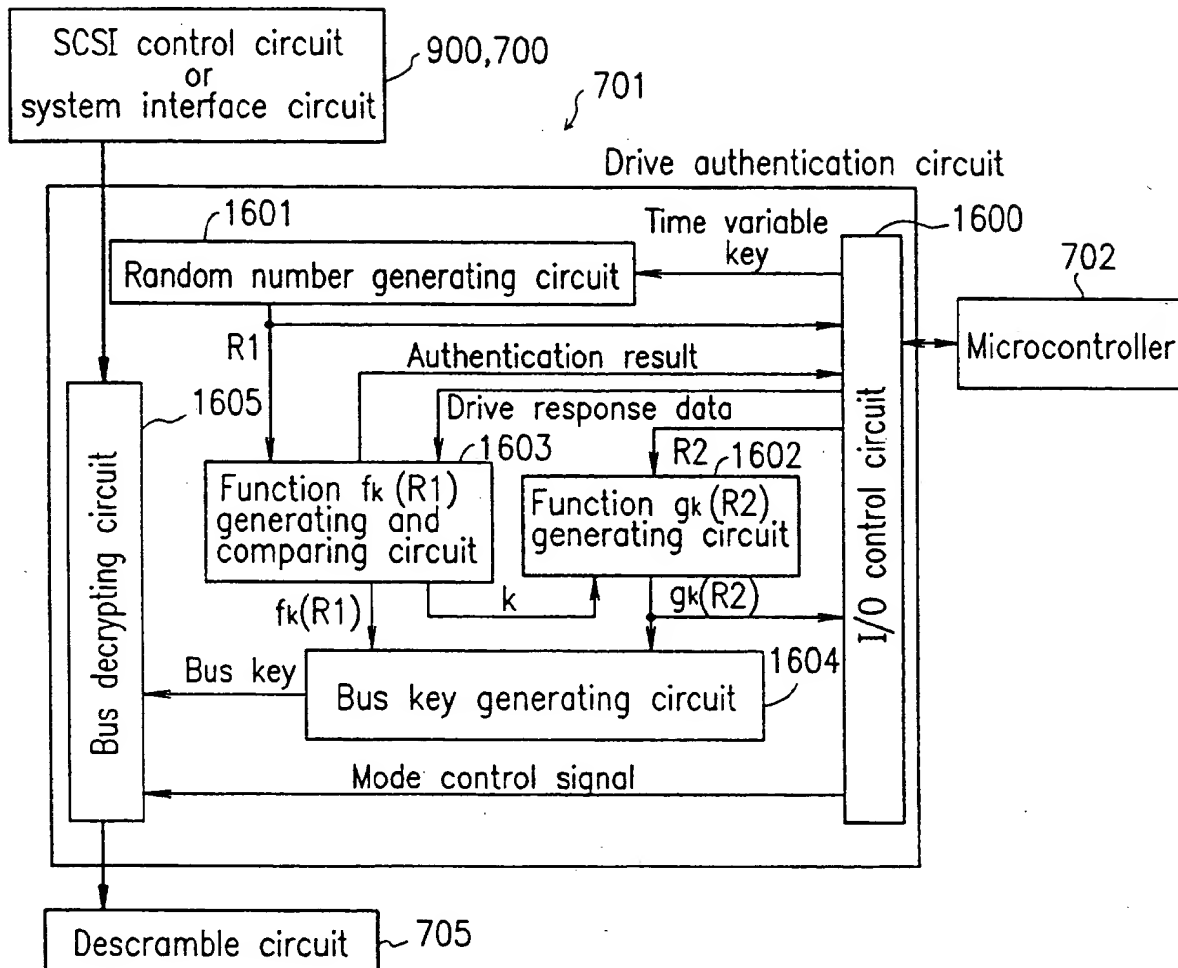 SCSI control circuit
or
system interface circuit
900,700
701
Drive authentication circuit
1601
Time variable
key
1600
Random number generating circuit
702
R1
Authentication result
Microcontroller
1605
Drive response data
1603
R2
1602
Function fk (R1)
generating and
comparing circuit
Function gk (R2)
generating circuit
I/O control circuit
Bus decrypting circuit
fk(R1)
k
gk(R2)
Bus key
1604
Bus key generating circuit
Mode control signal
Descramble circuit
705